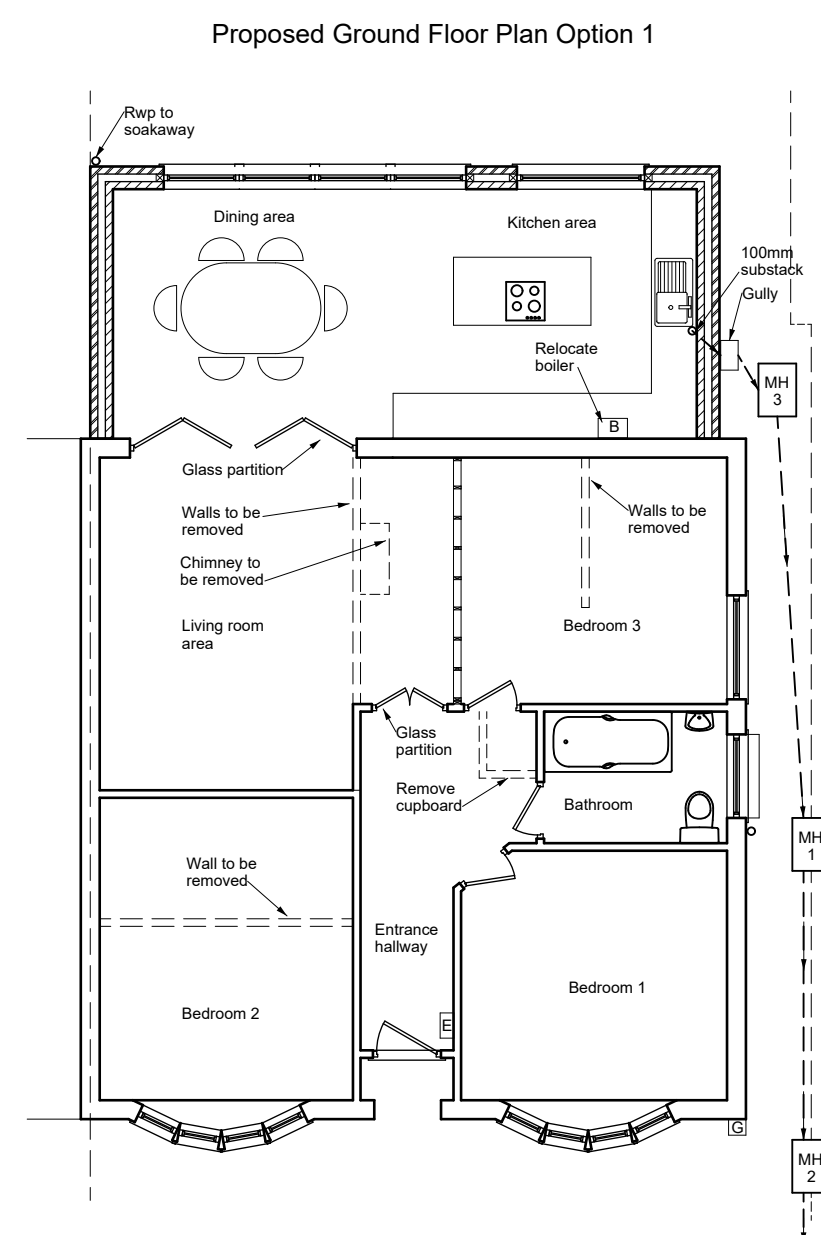 Proposed Ground Floor Plan Option 1
Rwp to
soakaway
Dining area
Kitchen area
100mm
substack
Gully
Relocate
boiler
MH
3
B
Glass partition
Walls to be
removed
Walls to be
removed
Chimney to
be removed
Living room
area
Bedroom 3
Glass
partition
Remove
cupboard
Bathroom
MH
1
Wall to be
removed
Entrance
hallway
Bedroom 1
Bedroom 2
E
G
MH
2